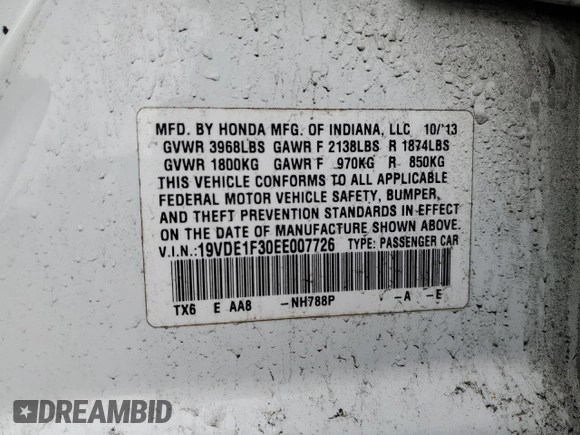 MFD. BY HONDA MFG. OF INDIANA, LLC 10/'13
GVWR 3968LBS GAWR F 2138LBS R 1874LBS
GVWR 1800KG GAWR F 970KG R 850KG
THIS VEHICLE CONFORMS TO ALL APPLICABLE
FEDERAL MOTOR VEHICLE SAFETY, BUMPER,
AND THEFT PREVENTION STANDARDS IN EFFECT
ON THE DATE OF MANUFACTURE SHOWN ABOVE.
V.I.N.:19VDE1F30EE007726 TYPE: PASSENGER CAR
TX6 E AA8 -NH788P -A -E
DREAMBID